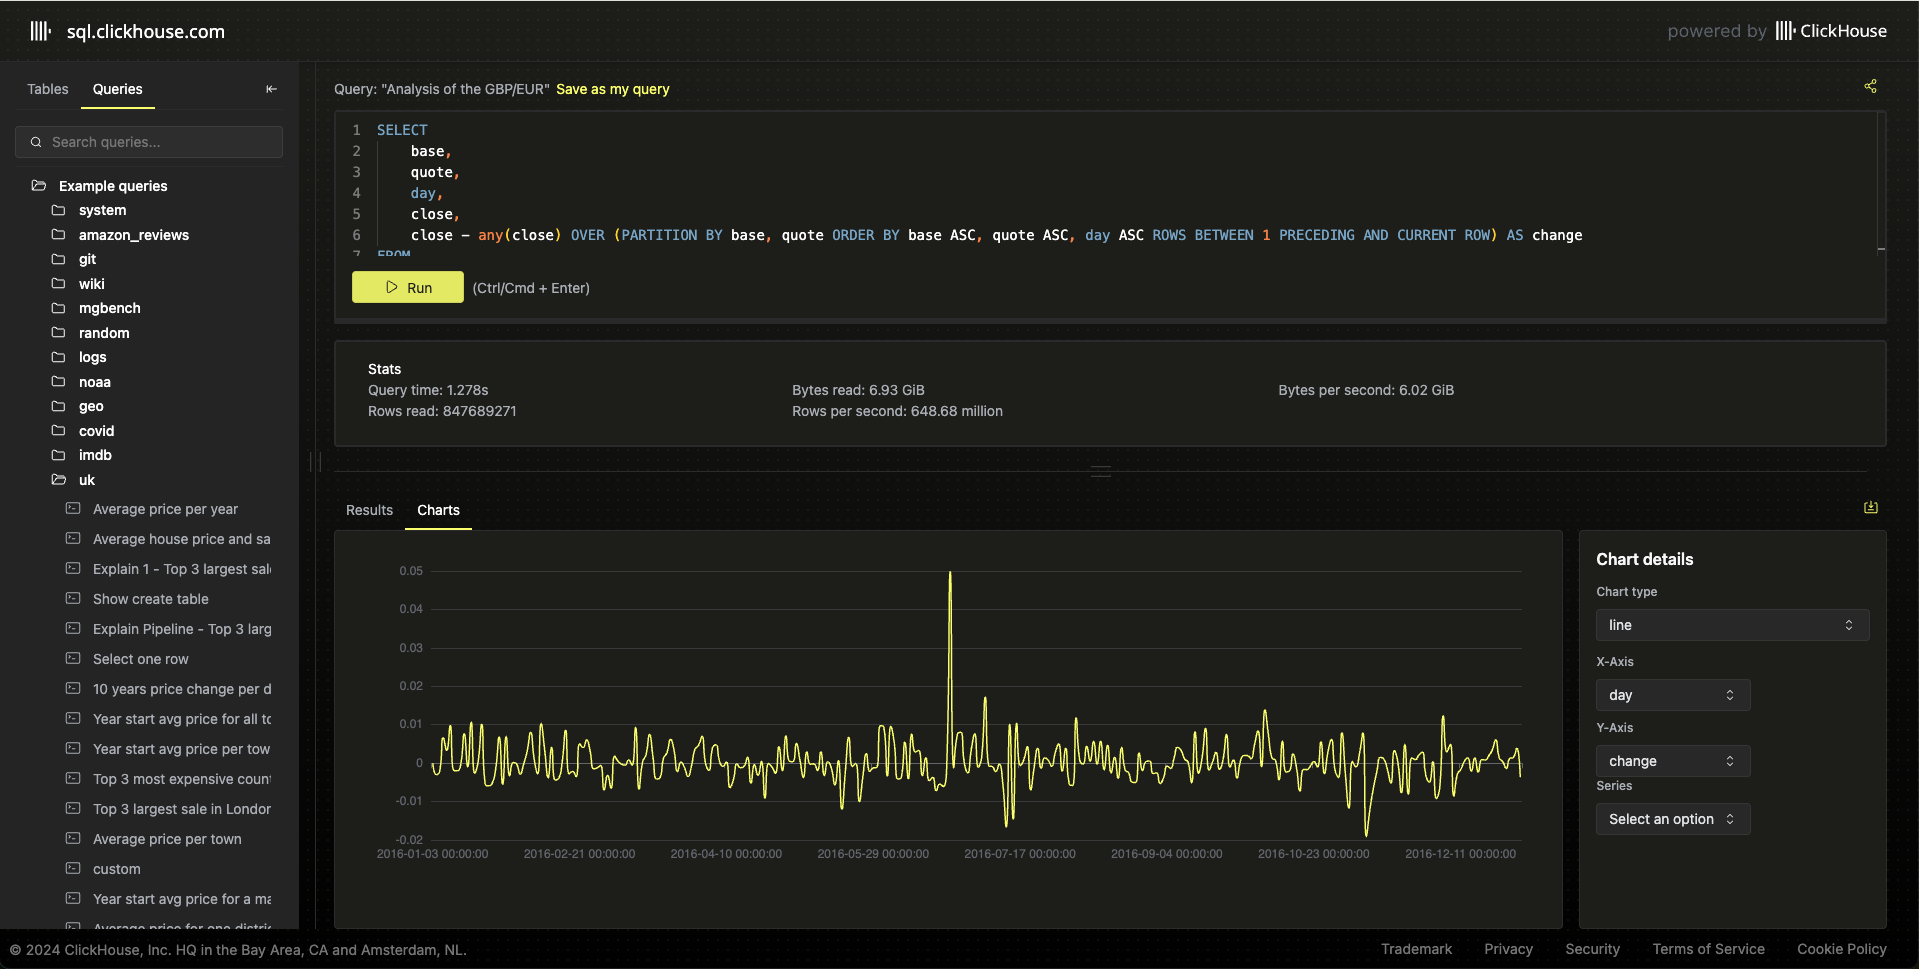 sql.clickhouse.com
powered by ClickHouse
Tables Queries
Search queries...
Example queries
system
amazon_reviews
git
wiki
mgbench
random
logs
noaa
geo
covid
imdb
uk
Average price per year
Average house price and sa
Explain 1 - Top 3 largest sal
Show create table
Explain Pipeline - Top 3 larg
Select one row
10 years price change per d
Year start avg price for all to
Year start avg price per tow
Top 3 most expensive count
Top 3 largest sale in London
Average price per town
custom
Year start avg price for a ma
Average price for one distric
Query: "Analysis of the GBP/EUR" Save as my query
1 SELECT
2 base,
3 quote,
4 day,
5 close,
6 close - any(close) OVER (PARTITION BY base, quote ORDER BY base ASC, quote ASC, day ASC ROWS BETWEEN 1 PRECEDING AND CURRENT ROW) AS change
7 FROM
Run (Ctrl/Cmd + Enter)
Stats
Query time: 1.278s Bytes read: 6.93 GiB Bytes per second: 6.02 GiB
Rows read: 847689271 Rows per second: 648.68 million
Results Charts
0.05
0.04
0.03
0.02
0.01
0
-0.01
-0.02
2016-01-03 00:00:00 2016-02-21 00:00:00 2016-04-10 00:00:00 2016-05-29 00:00:00 2016-07-17 00:00:00 2016-09-04 00:00:00 2016-10-23 00:00:00 2016-12-11 00:00:00
Chart details
Chart type
line
X-Axis
day
Y-Axis
change
Series
Select an option
© 2024 ClickHouse, Inc. HQ in the Bay Area, CA and Amsterdam, NL.
Trademark Privacy Security Terms of Service Cookie Policy